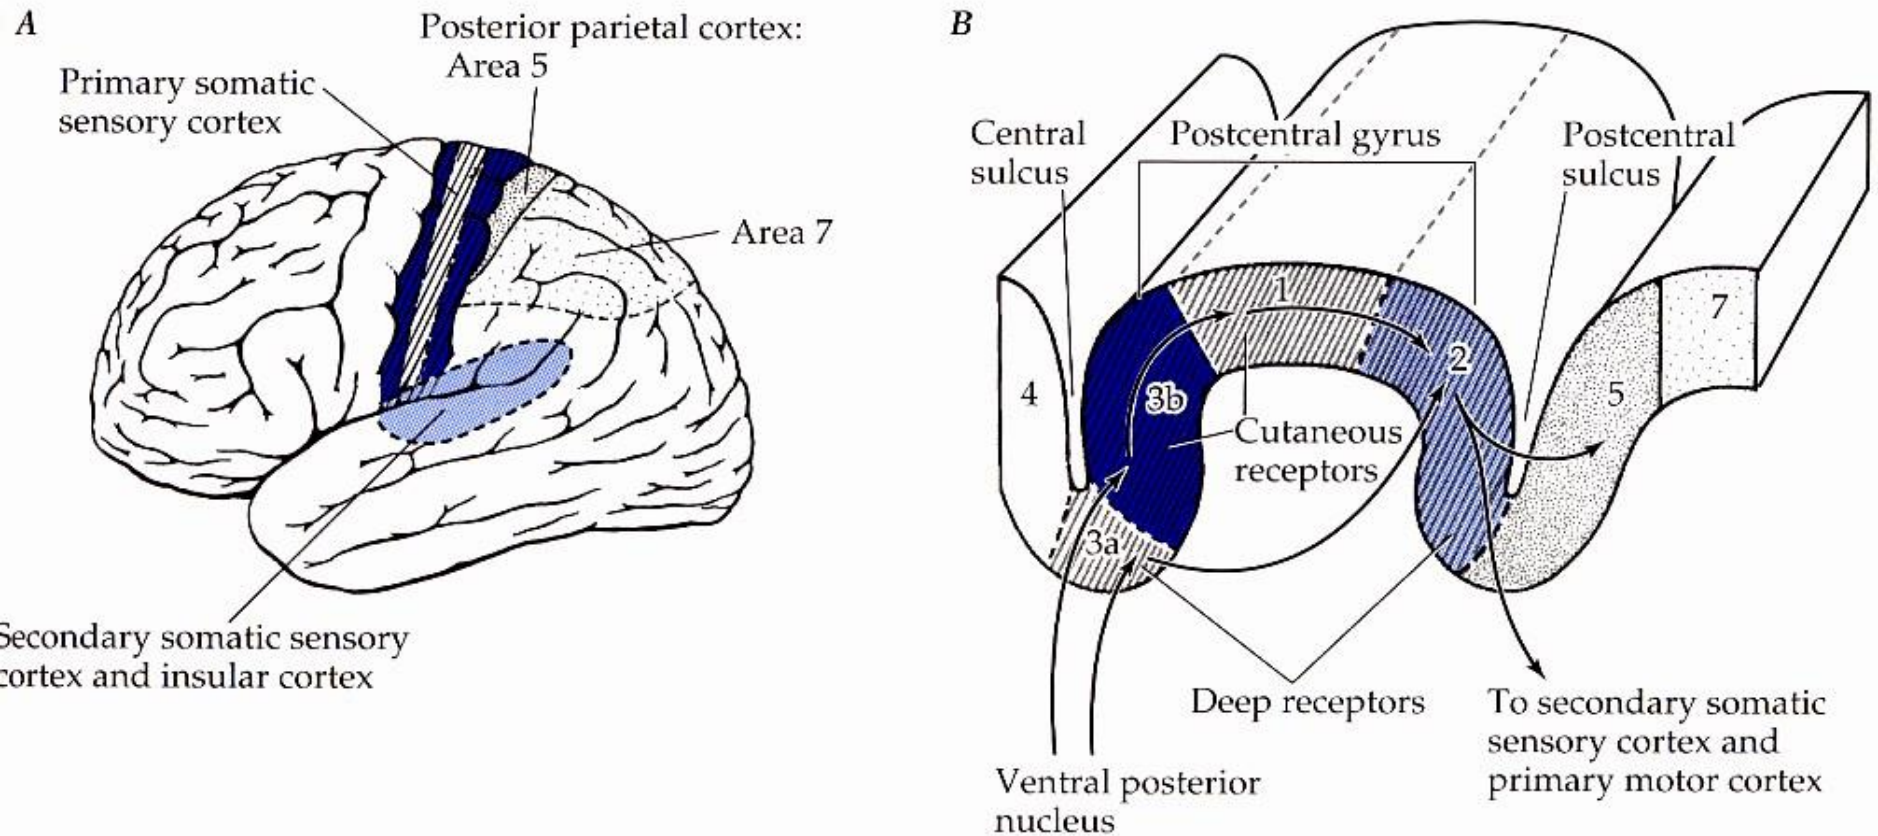 A
Posterior parietal cortex:
Area 5
Primary somatic
sensory cortex
Area 7
Secondary somatic sensory
cortex and insular cortex
B
Central
sulcus
Postcentral gyrus
Postcentral
sulcus
1
7
2
4
3b
5
Cutaneous
receptors
3a
Deep receptors
To secondary somatic
sensory cortex and
primary motor cortex
Ventral posterior
nucleus